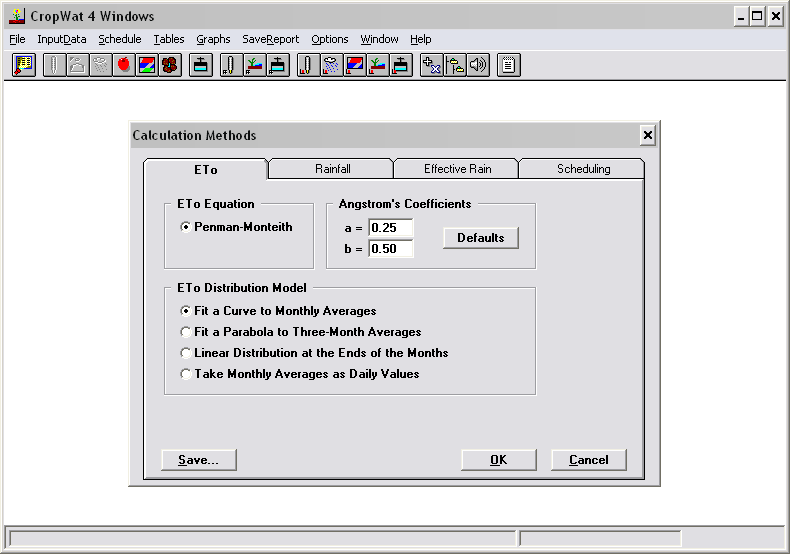 CropWat 4 Windows
File InputData Schedule Tables Graphs SaveReport Options Window Help
Calculation Methods
ETo Rainfall Effective Rain Scheduling
ETo Equation
Penman-Monteith
Angstrom's Coefficients
a = 0.25
b = 0.50
Defaults
ETo Distribution Model
Fit a Curve to Monthly Averages
Fit a Parabola to Three-Month Averages
Linear Distribution at the Ends of the Months
Take Monthly Averages as Daily Values
Save... OK Cancel